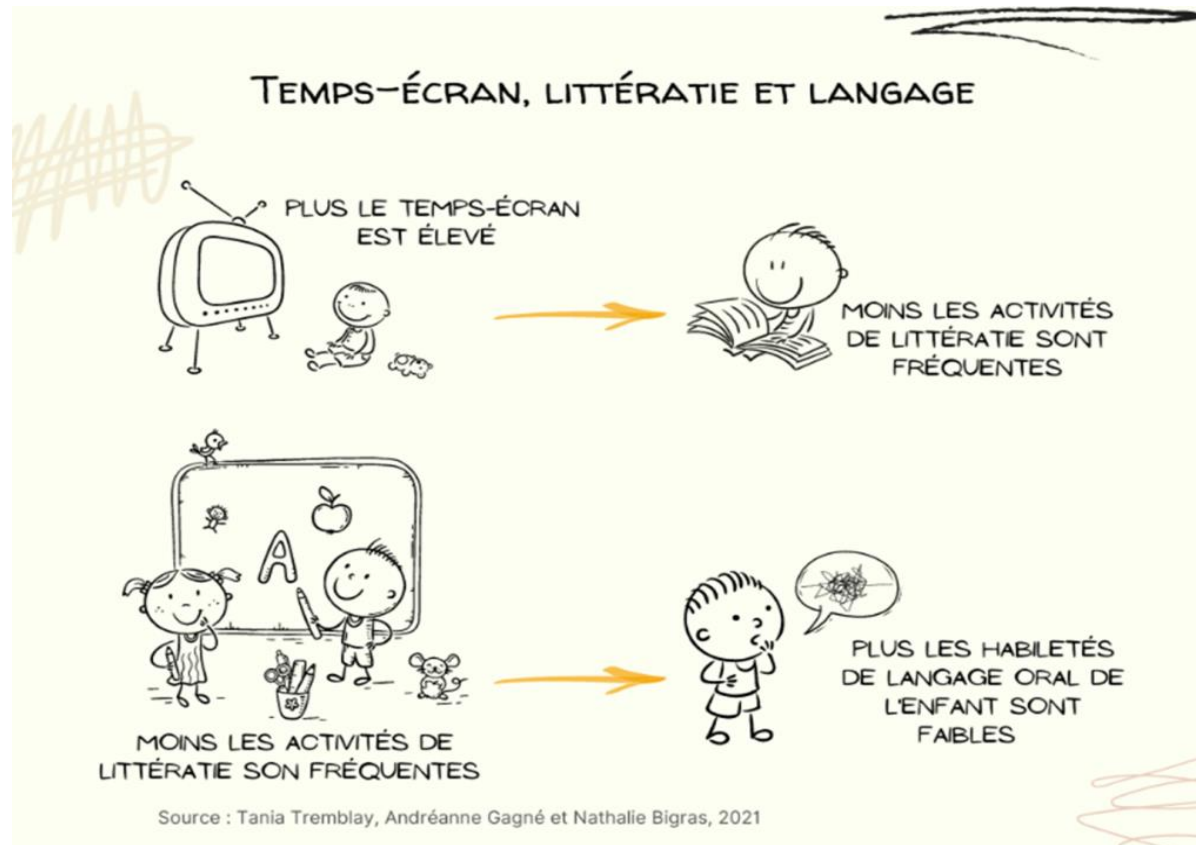 TEMPS-ÉCRAN, LITTÉRATIE ET LANGAGE
PLUS LE TEMPS-ÉCRAN
EST ÉLEVÉ
MOINS LES ACTIVITÉS
DE LITTÉRATIE SONT
FRÉQUENTES
A
MOINS LES ACTIVITÉS DE
LITTÉRATIE SON FRÉQUENTES
PLUS LES HABILETÉS
DE LANGAGE ORAL DE
L'ENFANT SONT
FAIBLES
Source : Tania Tremblay, Andréanne Gagné et Nathalie Bigras, 2021